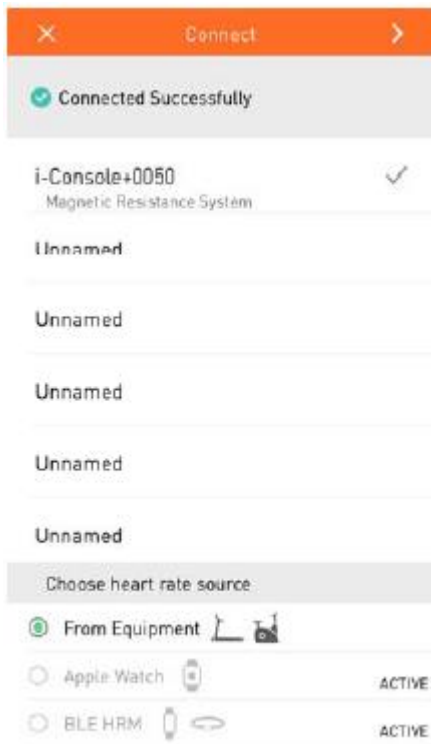 Connect
Connected Successfully
i-Console+0050
Magnetic Resistance System
Unnamed
Unnamed
Unnamed
Unnamed
Unnamed
Choose heart rate source
From Equipment
Apple Watch
ACTIVE
BLE HRM
ACTIVE